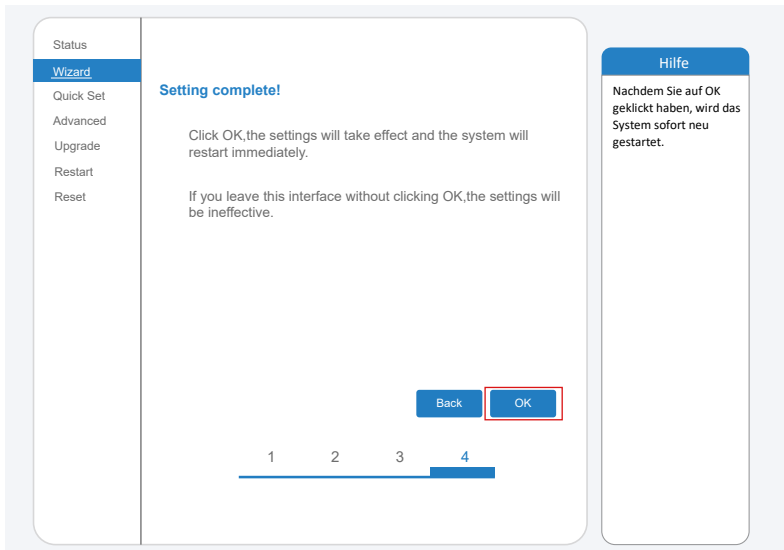 Status
Wizard
Quick Set
Advanced
Upgrade
Restart
Reset
Setting complete!
Click OK,the settings will take effect and the system will
restart immediately.
If you leave this interface without clicking OK,the settings will
be ineffective.
Back
OK
1 2 3 4
Hilfe
Nachdem Sie auf OK
geklickt haben, wird das
System sofort neu
gestartet.